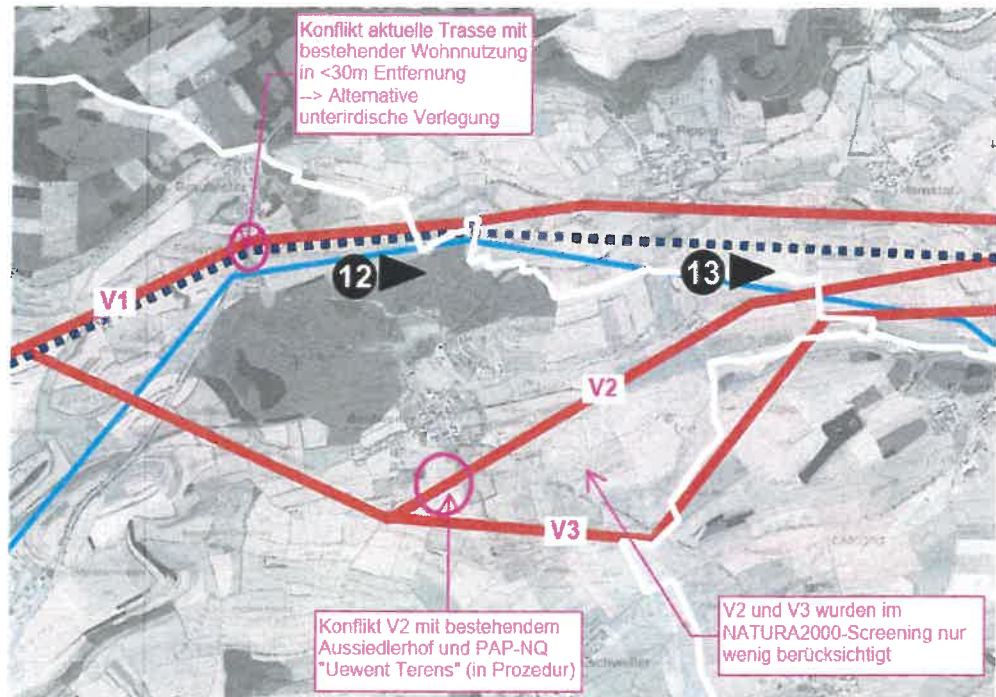 Konflikt aktuelle Trasse mit
bestehender Wohnnutzung
in <30m Entfernung
--> Alternative
unterirdische Verlegung
Rippig
12
13
V1
V2
V3
Konflikt V2 mit bestehendem
Aussiedlerhof und PAP-NQ
"Uewent Terens" (in Prozedur)
V2 und V3 wurden im
NATURA2000-Screening nur
wenig berücksichtigt